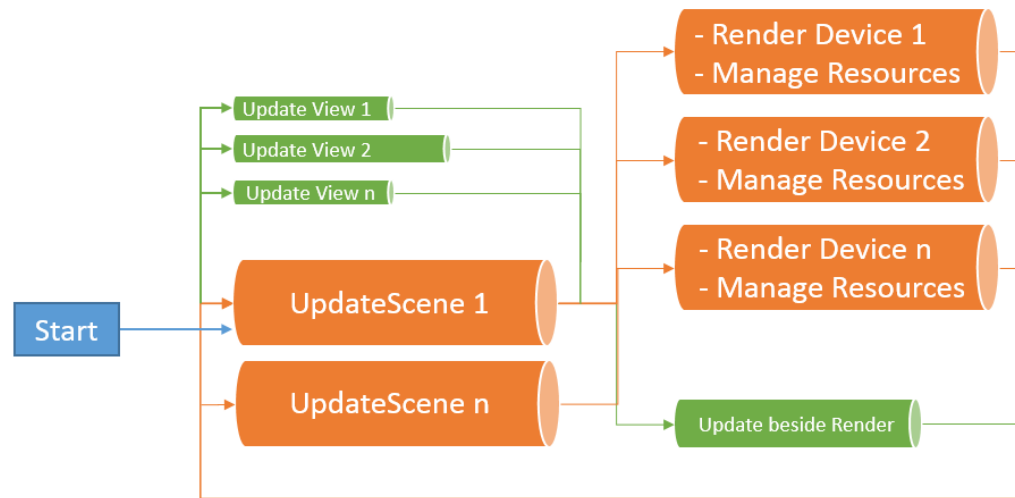 - Render Device 1
- Manage Resources
Update View 1
Update View 2
- Render Device 2
- Manage Resources
Update View n
- Render Device n
- Manage Resources
UpdateScene 1
Start
UpdateScene n
Update beside Render